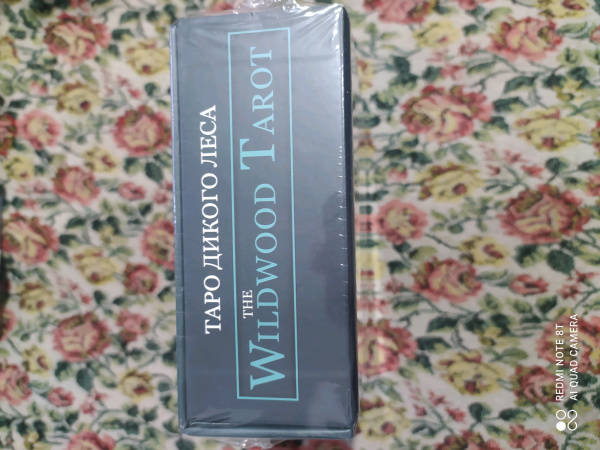 ТАРО ДИКОГО ЛЕСА
THE
WILDWOOD TAROT
REDMI NOTE 8T
AI QUAD CAMERA